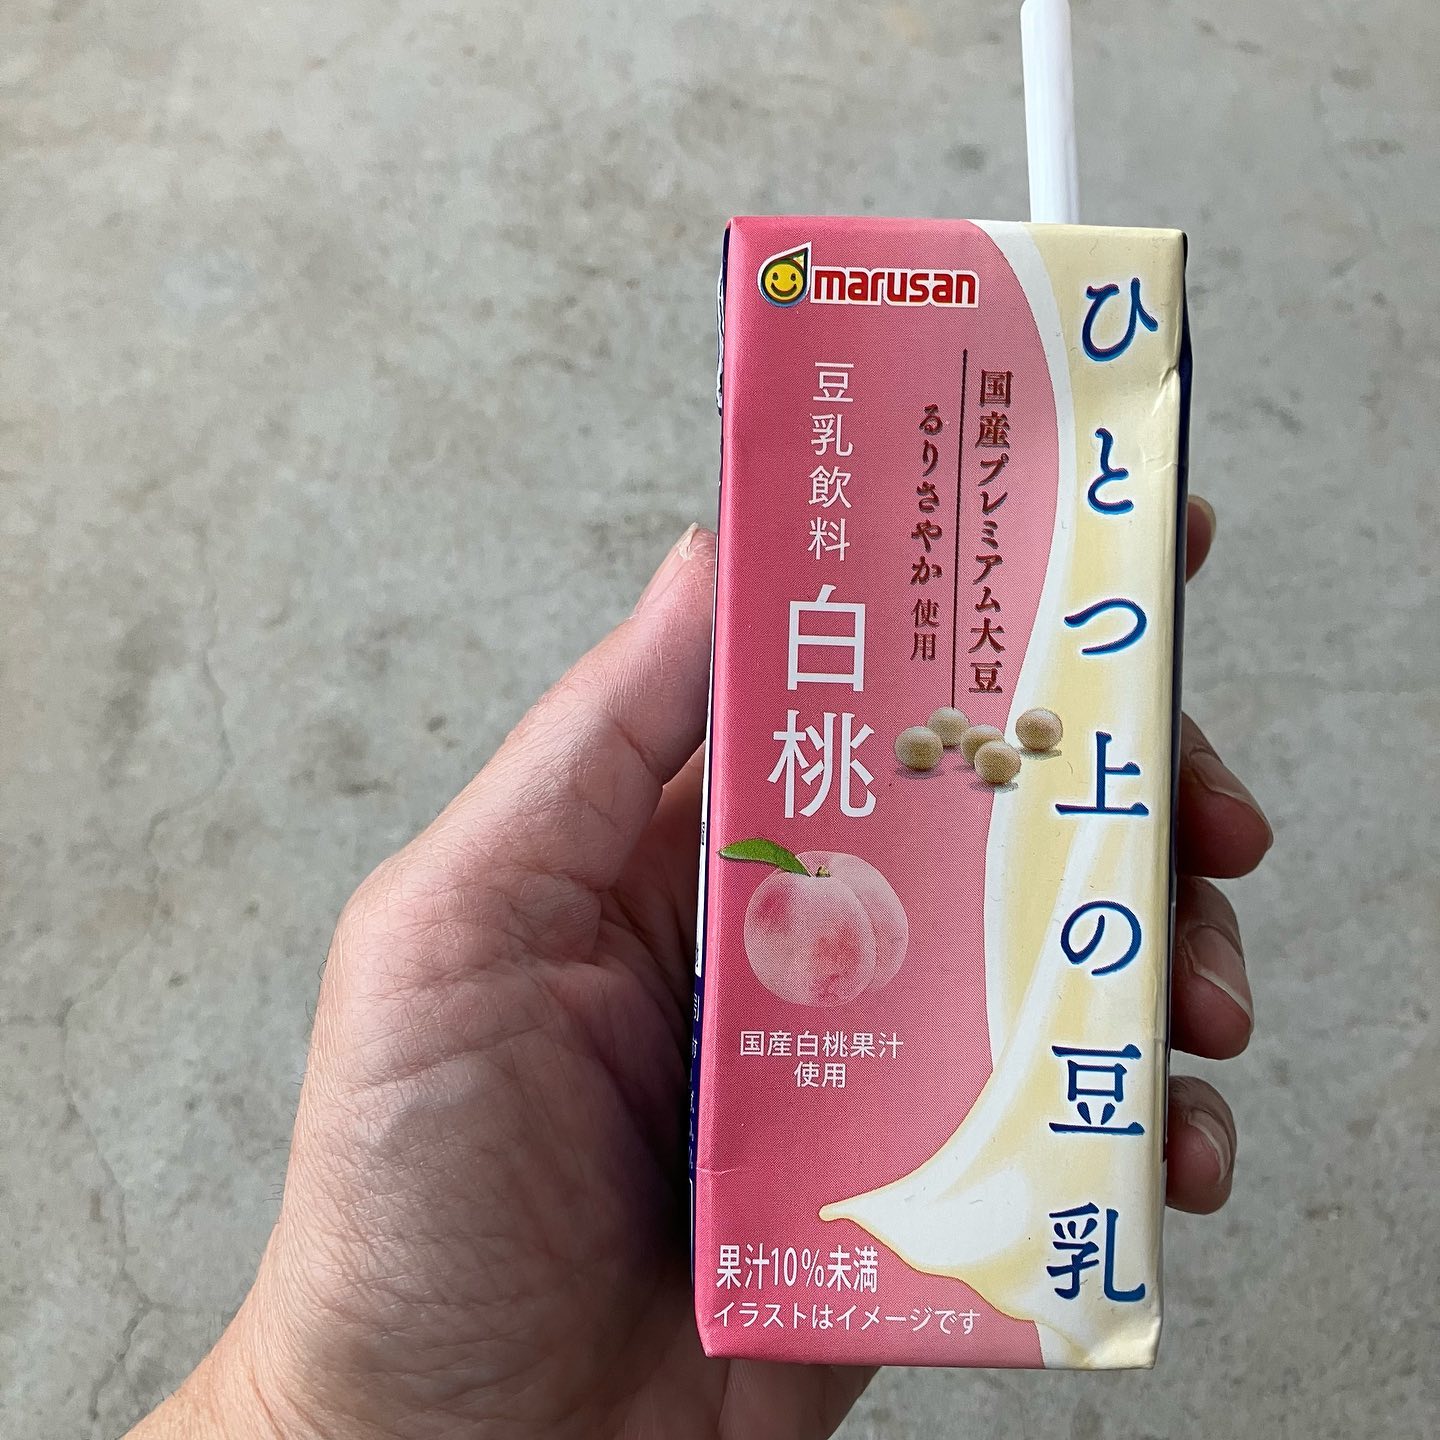 marusan
ひとつ上の豆乳
国産プレミアム大豆
るりさやか使用
豆乳飲料
白桃
国産白桃果汁
使用
果汁10%未満
イラストはイメージです